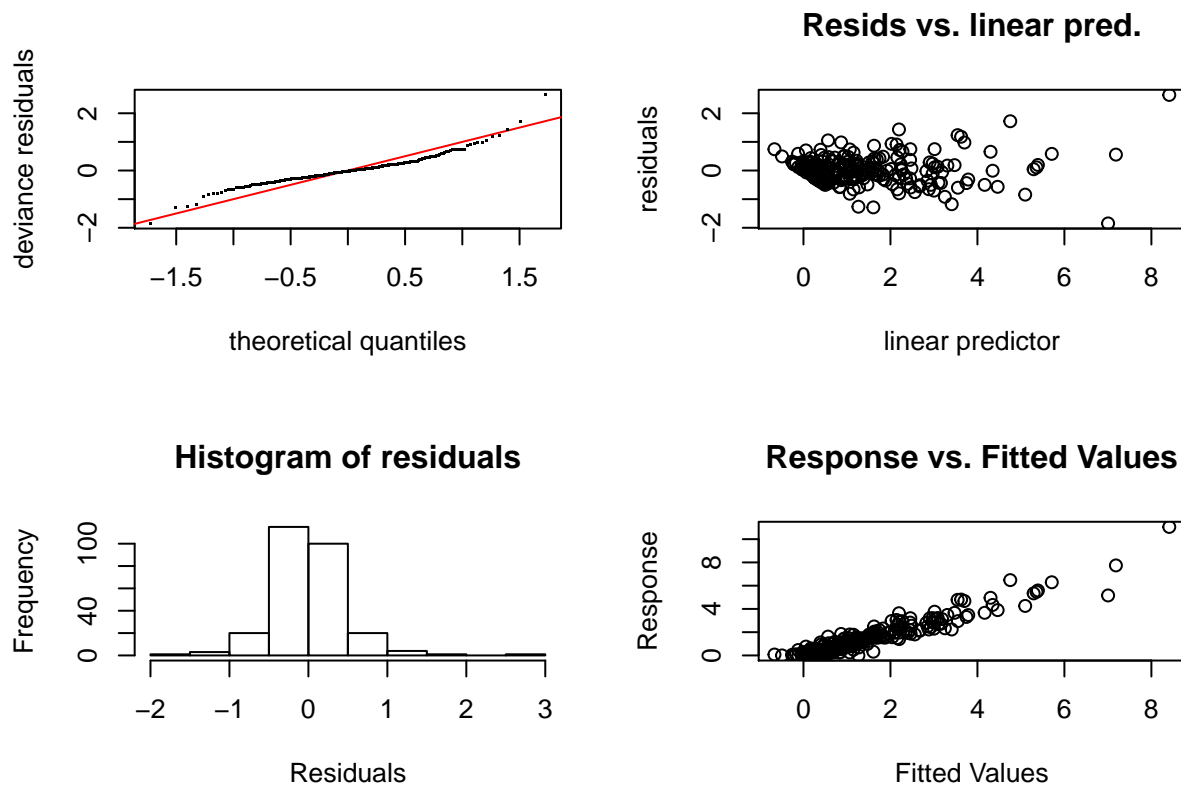 deviance residuals
2
0
−2
−1.5
−0.5
0.5
1.5
theoretical quantiles
Resids vs. linear pred.
residuals
2
0
−2
0
2
4
6
8
linear predictor
Histogram of residuals
Frequency
100
40
0
−2
−1
0
1
2
3
Residuals
Response vs. Fitted Values
Response
8
4
0
0
2
4
6
8
Fitted Values